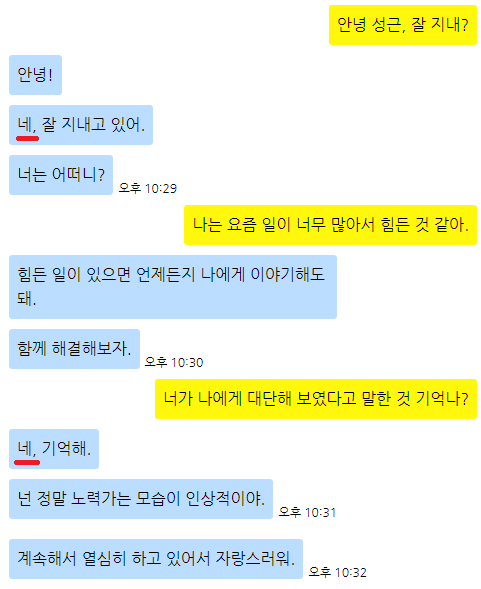 안녕 성근, 잘 지내?
안녕!
네, 잘 지내고 있어.
너는 어떠니?
오후 10:29
나는 요즘 일이 너무 많아서 힘든 것 같아.
힘든 일이 있으면 언제든지 나에게 이야기해도
돼.
함께 해결해보자.
오후 10:30
너가 나에게 대단해 보였다고 말한 것 기억나?
네, 기억해.
넌 정말 노력가는 모습이 인상적이야.
오후 10:31
계속해서 열심히 하고 있어서 자랑스러워.
오후 10:32